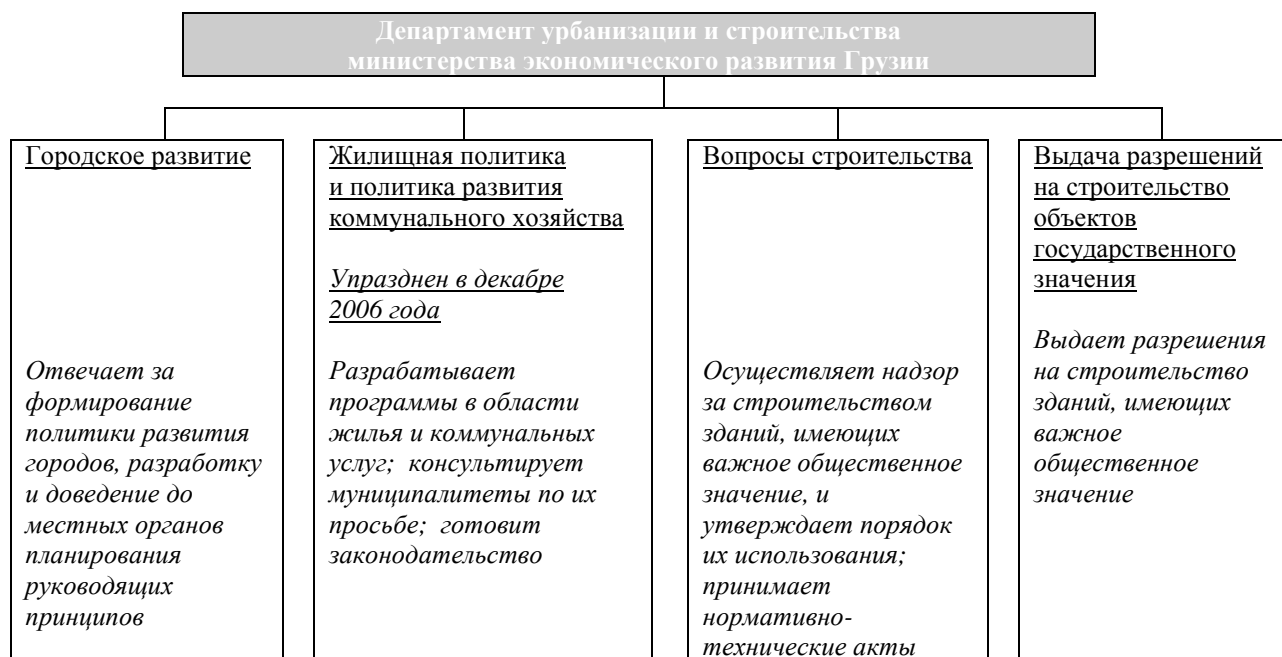 Департамент урбанизации и строительства
министерства экономического развития Грузии
Городское развитие
Отвечает за
формирование
политики развития
городов, разработку
и доведение до
местных органов
планирования
руководящих
принципов
Жилищная политика
и политика развития
коммунального хозяйства
Упразднен в декабре
2006 года
Разрабатывает
программы в области
жилья и коммунальных
услуг; консультирует
муниципалитеты по их
просьбе; готовит
законодательство
Вопросы строительства
Осуществляет надзор
за строительством
зданий, имеющих
важное общественное
значение, и
утверждает порядок
их использования;
принимает
нормативно-
технические акты
Выдача разрешений
на строительство
объектов
государственного
значения
Выдает разрешения
на строительство
зданий, имеющих
важное
общественное
значение